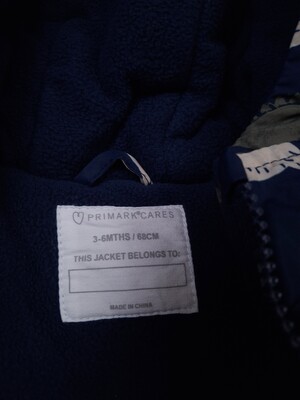 PRIMARK®CARES
3-6MTHS / 68CM
THIS JACKET BELONGS TO:
MADE IN CHINA